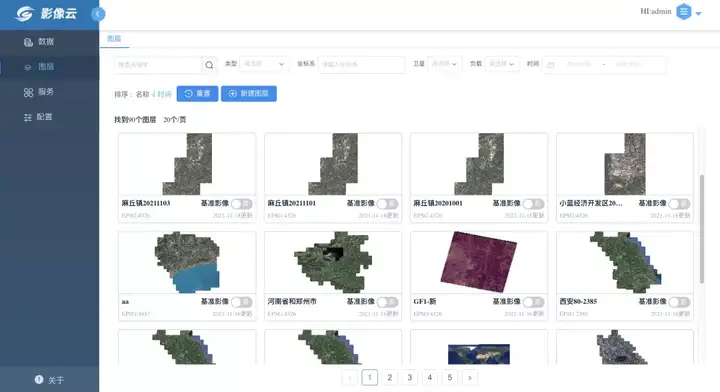 影像云
HI:admin
数据
图层
服务
配置
关于
图层
类型 请选择 坐标系 请输入坐标系 卫星 请选择 负载 请选择 时间
排序: 名称 时间 重置 新建图层
找到90个图层 20个/页
麻丘镇20211103 基准影像
EPSG:4326 2021-11-18更新
麻丘镇20211101 基准影像
EPSG:4326 2021-11-18更新
麻丘镇20201001 基准影像
EPSG:4326 2021-11-18更新
小蓝经济开发区20... 基准影像
EPSG:4326 2021-11-18更新
aa 基准影像
2021-11-16更新
河南省和郑州市 基准影像
EPSG:4326 2021-11-16更新
GF1-新 基准影像
EPSG:4326 2021-11-16更新
西安80-2385 基准影像
EPSG:2385 2021-11-16更新
1 2 3 4 5